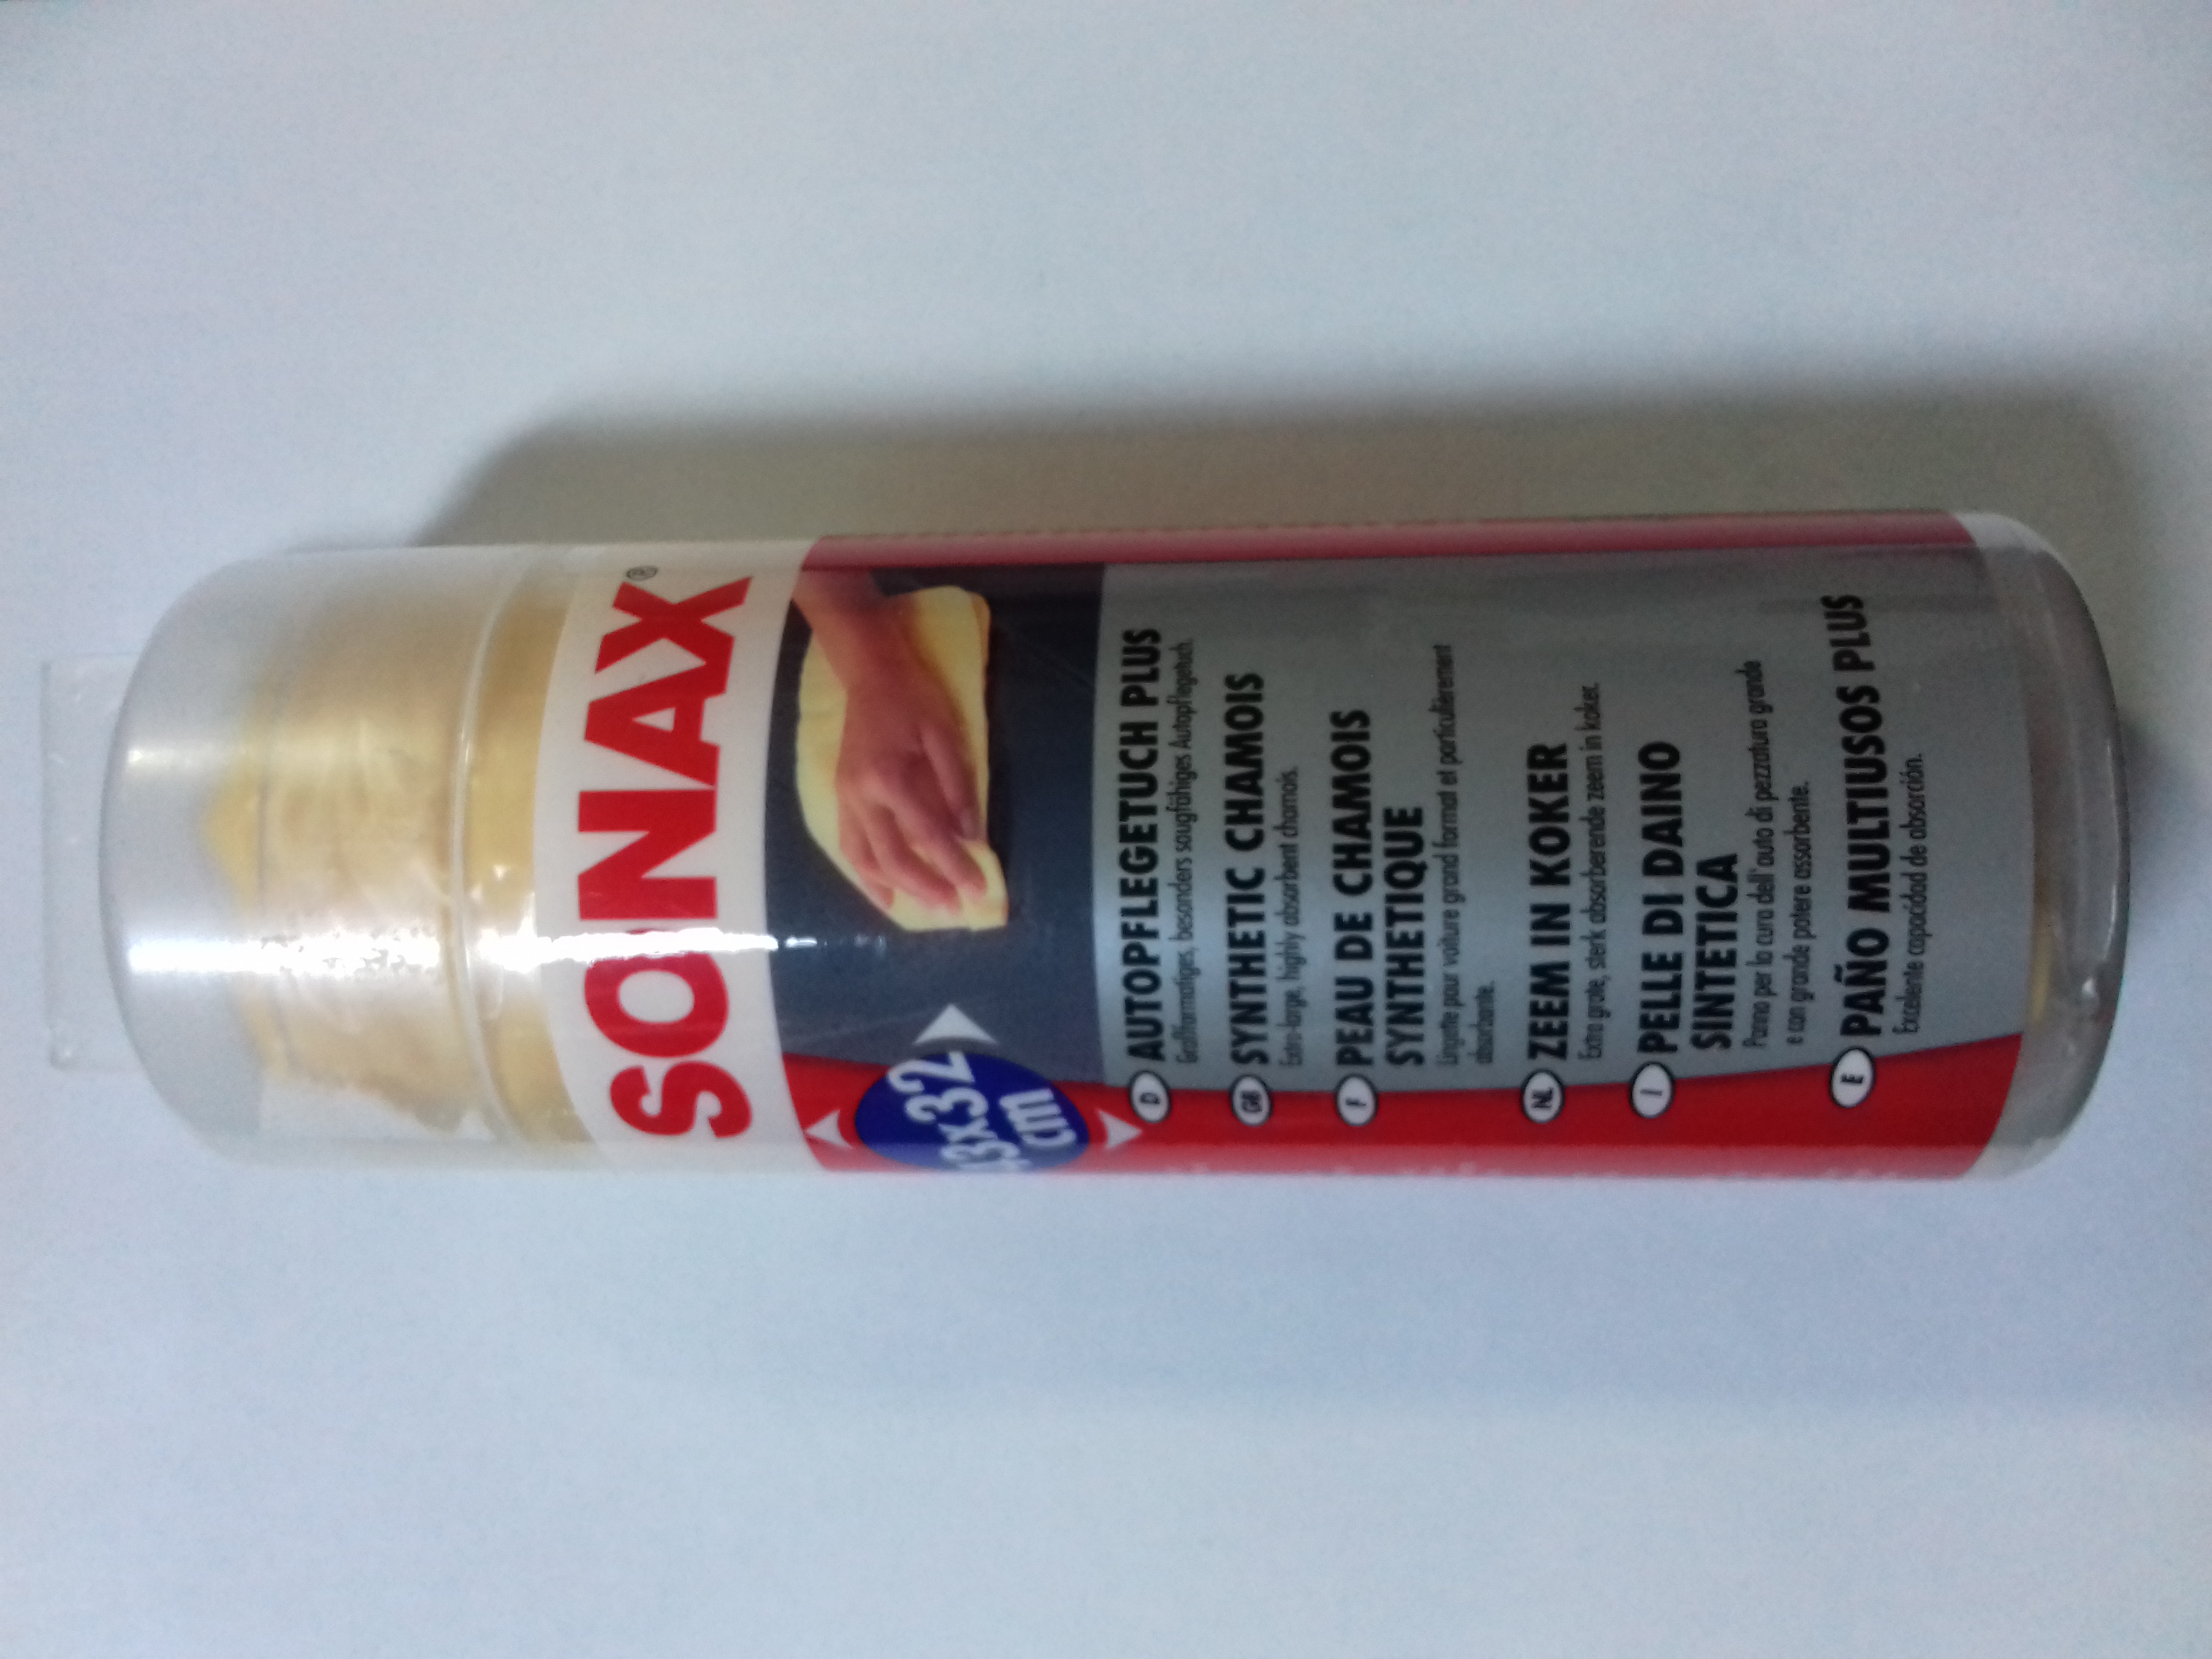 SONAX®
3x32
cm
D AUTOPFLEGETUCH PLUS
Großformatiges, besonders saugfähiges Autopflegetuch.
GB SYNTHETIC CHAMOIS
Extra-large, highly absorbent chamois.
F PEAU DE CHAMOIS
SYNTHETIQUE
Lingette pour voiture grand format et particulièrement
absorbante.
NL ZEEM IN KOKER
Extra grote, sterk absorberende zeem in koker.
I PELLE DI DAINO
SINTETICA
Panno per la cura dell'auto di pezzatura grande
e con grande potere assorbente.
E PAÑO MULTIUSOS PLUS
Excelente capacidad de absorción.